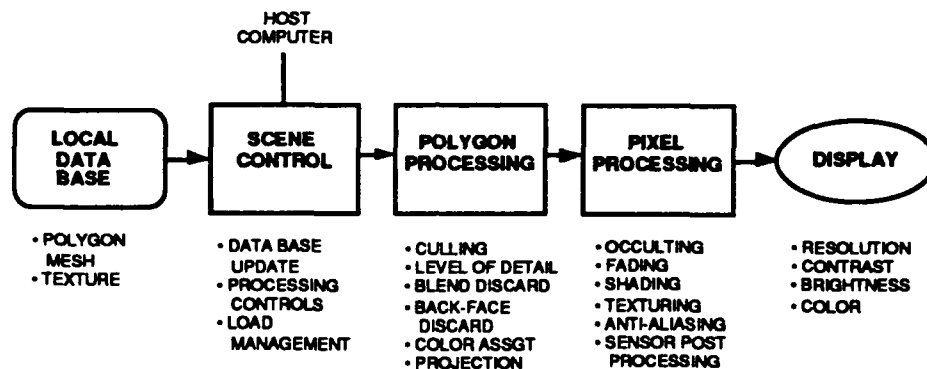 HOST
COMPUTER
LOCAL
DATA
BASE
SCENE
CONTROL
POLYGON
PROCESSING
PIXEL
PROCESSING
DISPLAY
• POLYGON
MESH
• TEXTURE
• DATA BASE
UPDATE
• PROCESSING
CONTROLS
• LOAD
MANAGEMENT
• CULLING
• LEVEL OF DETAIL
• BLEND DISCARD
• BACK-FACE
DISCARD
• COLOR ASSGT
• PROJECTION
• OCCULTING
• FADING
• SHADING
• TEXTURING
• ANTI-ALIASING
• SENSOR POST
PROCESSING
• RESOLUTION
• CONTRAST
• BRIGHTNESS
• COLOR